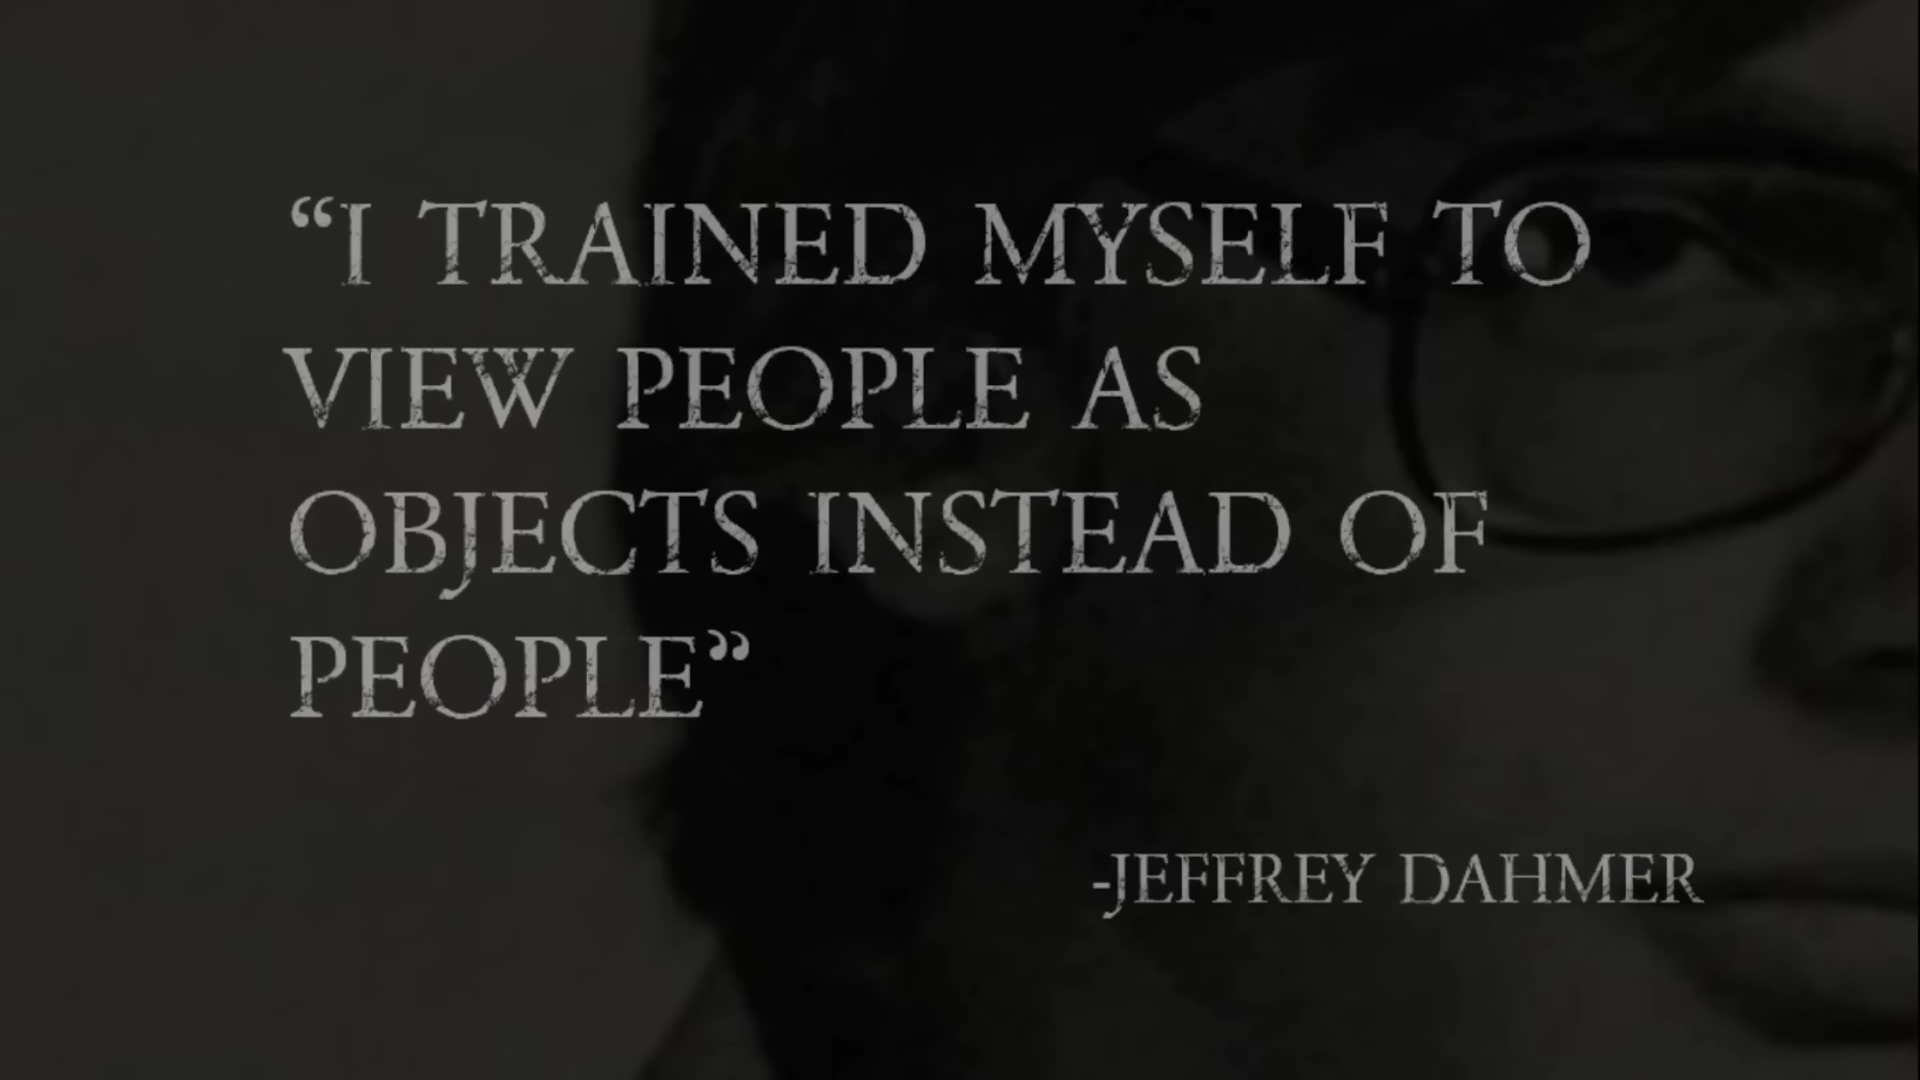 “I TRAINED MYSELF TO
VIEW PEOPLE AS
OBJECTS INSTEAD OF
PEOPLE”
-JEFFREY DAHMER